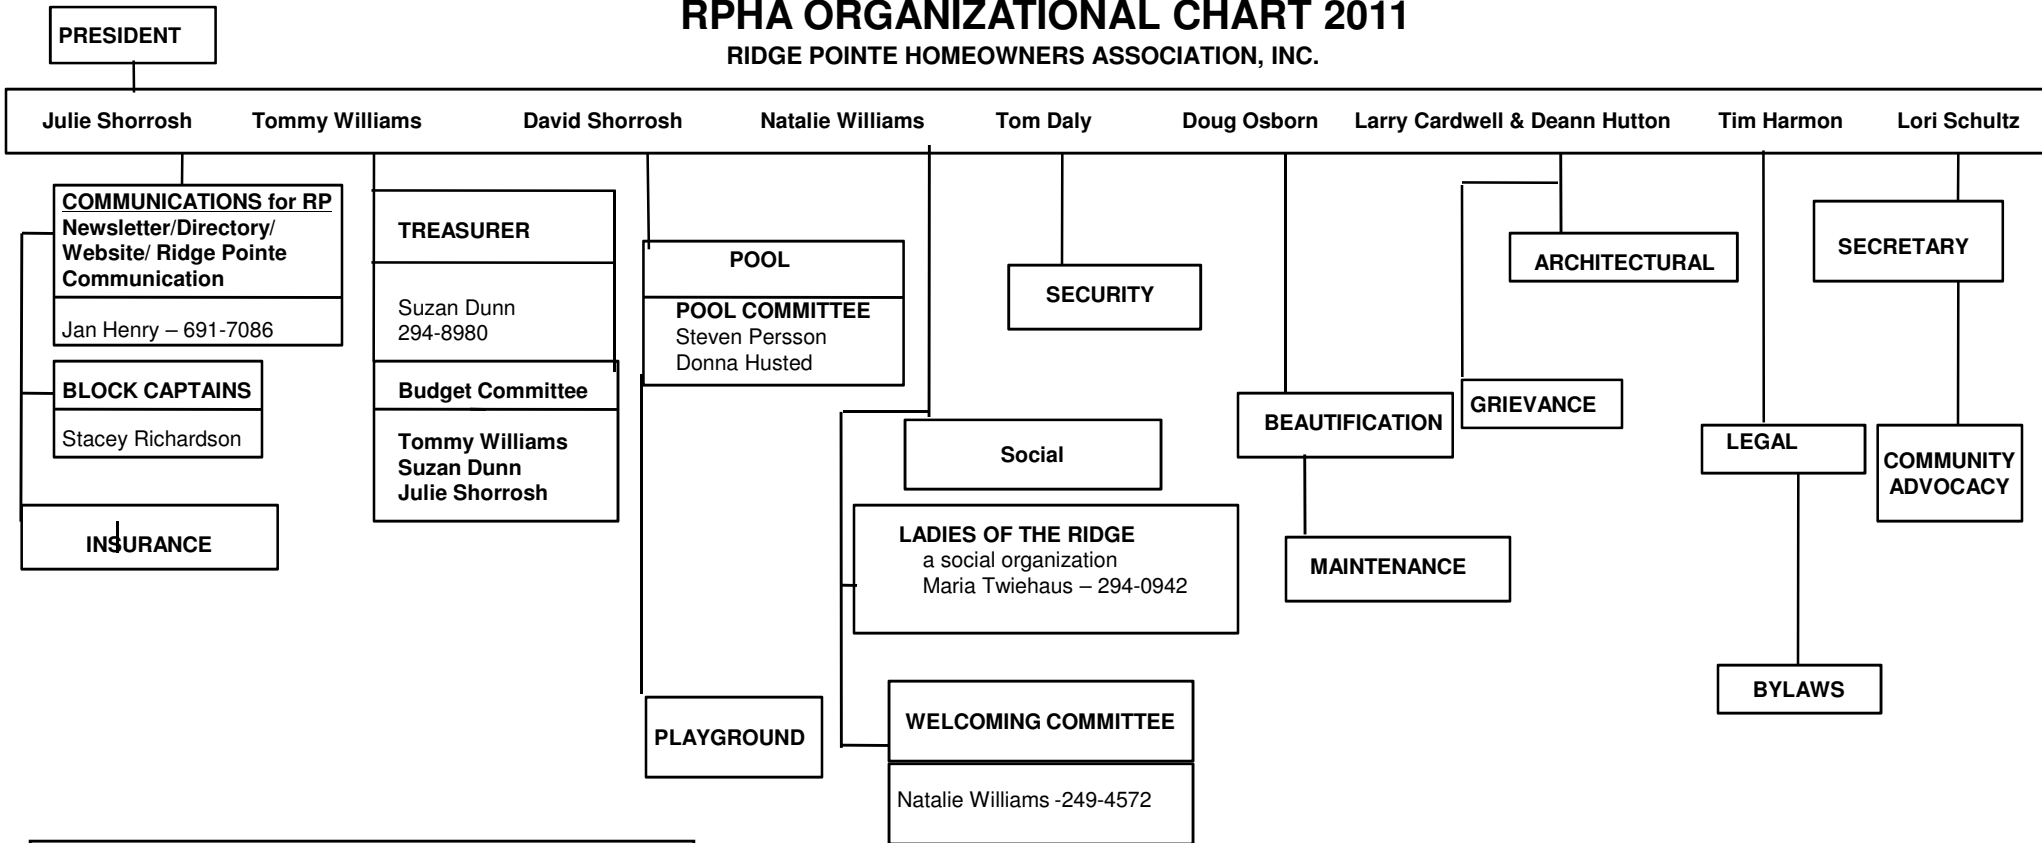 RPHA ORGANIZATIONAL CHART 2011
RIDGE POINTE HOMEOWNERS ASSOCIATION, INC.
PRESIDENT
Julie Shorrosh Tommy Williams David Shorrosh Natalie Williams Tom Daly Doug Osborn Larry Cardwell & Deann Hutton Tim Harmon Lori Schultz
COMMUNICATIONS for RP
Newsletter/Directory/
Website/ Ridge Pointe
Communication
Jan Henry – 691-7086
BLOCK CAPTAINS
Stacey Richardson
INSURANCE
TREASURER
Suzan Dunn
294-8980
Budget Committee
Tommy Williams
Suzan Dunn
Julie Shorrosh
POOL
POOL COMMITTEE
Steven Persson
Donna Husted
PLAYGROUND
Social
LADIES OF THE RIDGE
a social organization
Maria Twiehaus – 294-0942
WELCOMING COMMITTEE
Natalie Williams -249-4572
SECURITY
BEAUTIFICATION
MAINTENANCE
ARCHITECTURAL
GRIEVANCE
LEGAL
BYLAWS
SECRETARY
COMMUNITY
ADVOCACY